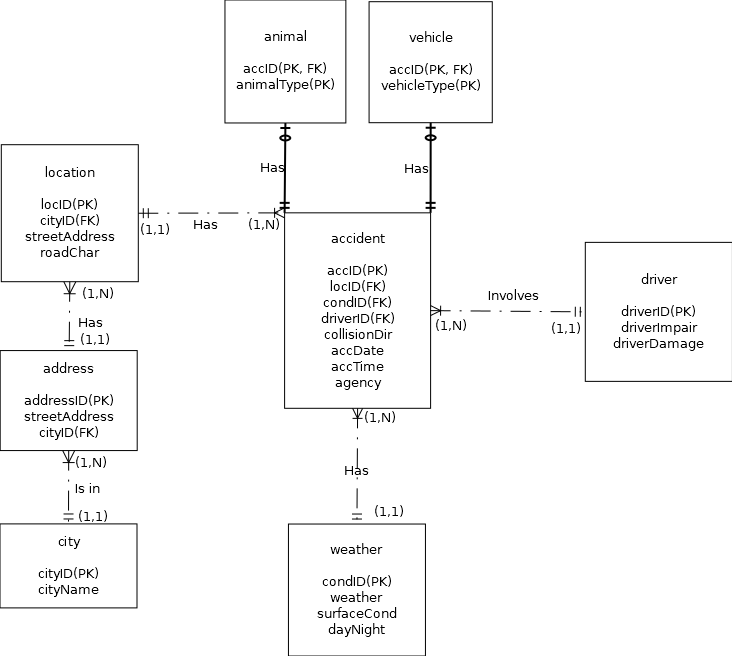 animal
accID(PK, FK)
animalType(PK)
vehicle
accID(PK, FK)
vehicleType(PK)
Has
Has
location
locID(PK)
cityID(FK)
streetAddress
roadChar
(1,1)
Has
(1,N)
accident
accID(PK)
locID(FK)
condID(FK)
driverID(FK)
collisionDir
accDate
accTime
agency
Involves
(1,N)
(1,1)
driver
driverID(PK)
driverImpair
driverDamage
(1,N)
Has
(1,1)
address
addressID(PK)
streetAddress
cityID(FK)
(1,N)
Is in
(1,1)
city
cityID(PK)
cityName
(1,N)
Has
(1,1)
weather
condID(PK)
weather
surfaceCond
dayNight